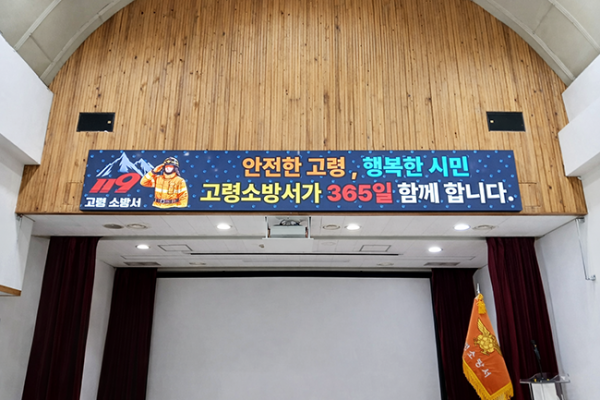 안전한 고령, 행복한 시민
119
고령 소방서
고령소방서가 365일 함께 합니다.